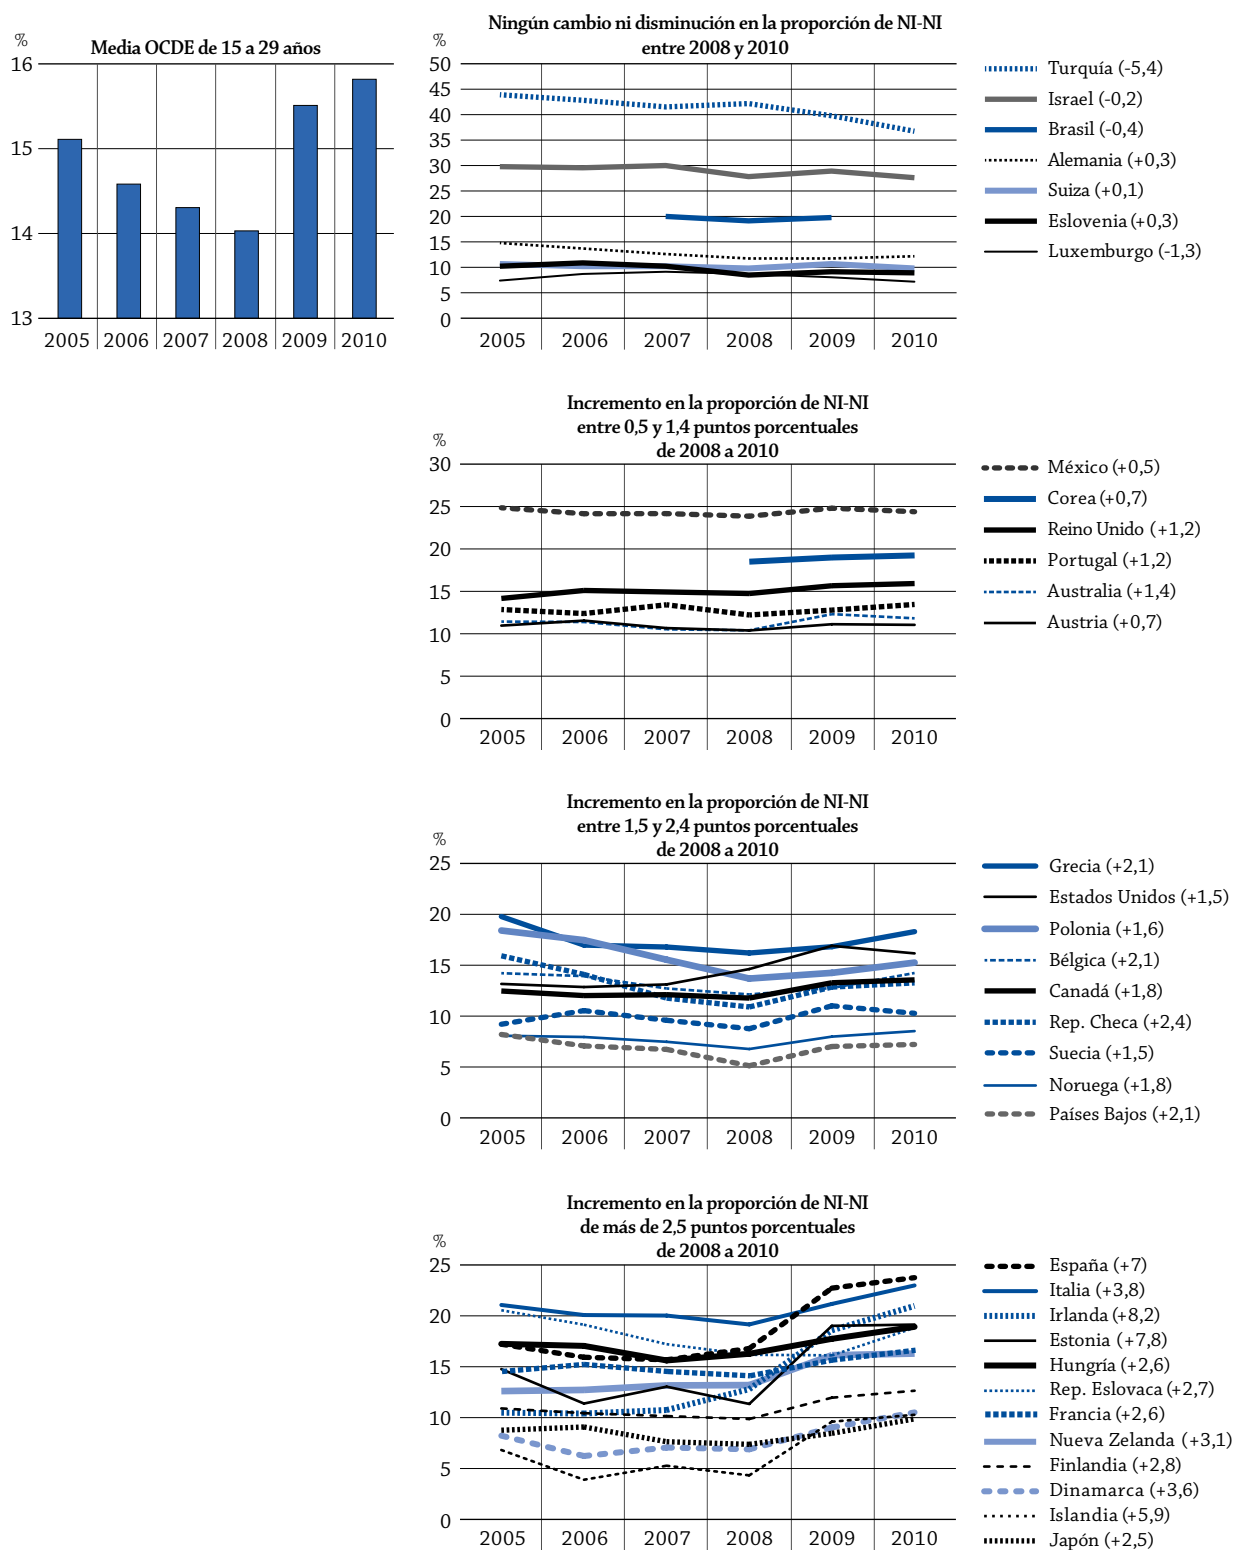 Media OCDE de 15 a 29 años
%
16
15
14
13
2005 2006 2007 2008 2009 2010
Ningún cambio ni disminución en la proporción de NI-NI
entre 2008 y 2010
%
50
45
40
35
30
25
20
15
10
5
0
2005 2006 2007 2008 2009 2010
Turquía (-5,4)
Israel (-0,2)
Brasil (-0,4)
Alemania (+0,3)
Suiza (+0,1)
Eslovenia (+0,3)
Luxemburgo (-1,3)
Incremento en la proporción de NI-NI
entre 0,5 y 1,4 puntos porcentuales
de 2008 a 2010
%
30
25
20
15
10
5
0
2005 2006 2007 2008 2009 2010
México (+0,5)
Corea (+0,7)
Reino Unido (+1,2)
Portugal (+1,2)
Australia (+1,4)
Austria (+0,7)
Incremento en la proporción de NI-NI
entre 1,5 y 2,4 puntos porcentuales
de 2008 a 2010
%
25
20
15
10
5
0
2005 2006 2007 2008 2009 2010
Grecia (+2,1)
Estados Unidos (+1,5)
Polonia (+1,6)
Bélgica (+2,1)
Canadá (+1,8)
Rep. Checa (+2,4)
Suecia (+1,5)
Noruega (+1,8)
Países Bajos (+2,1)
Incremento en la proporción de NI-NI
de más de 2,5 puntos porcentuales
de 2008 a 2010
%
25
20
15
10
5
0
2005 2006 2007 2008 2009 2010
España (+7)
Italia (+3,8)
Irlanda (+8,2)
Estonia (+7,8)
Hungría (+2,6)
Rep. Eslovaca (+2,7)
Francia (+2,6)
Nueva Zelanda (+3,1)
Finlandia (+2,8)
Dinamarca (+3,6)
Islandia (+5,9)
Japón (+2,5)